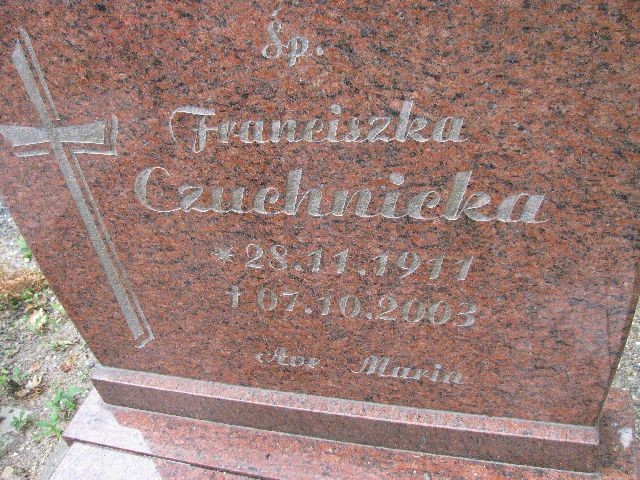 Śp.
Franciszka
Czuchnicka
* 28.11.1911
† 07.10.2003
Ave Maria